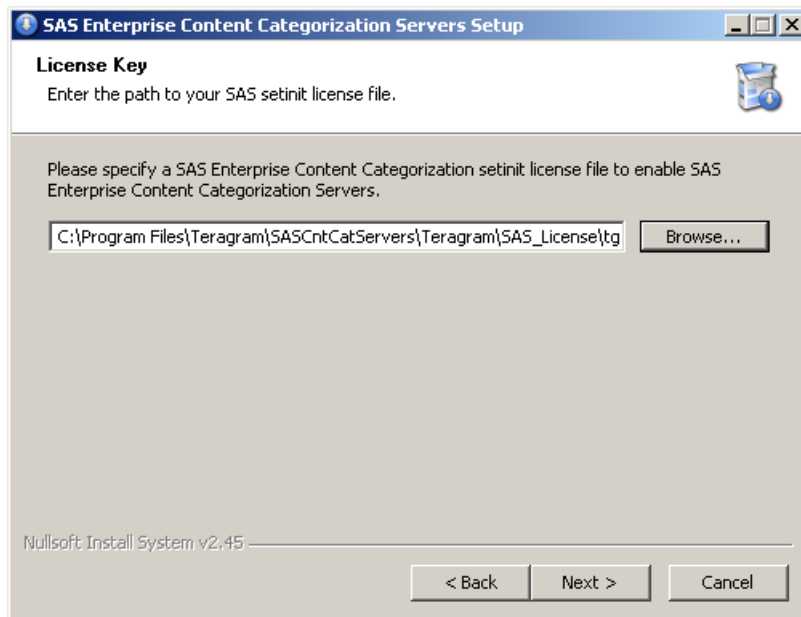 SAS Enterprise Content Categorization Servers Setup
License Key
Enter the path to your SAS setinit license file.
Please specify a SAS Enterprise Content Categorization setinit license file to enable SAS
Enterprise Content Categorization Servers.
C:\Program Files\Teragram\SASCntCatServers\Teragram\SAS_License\tg
Browse...
Nullsoft Install System v2.45
< Back
Next >
Cancel